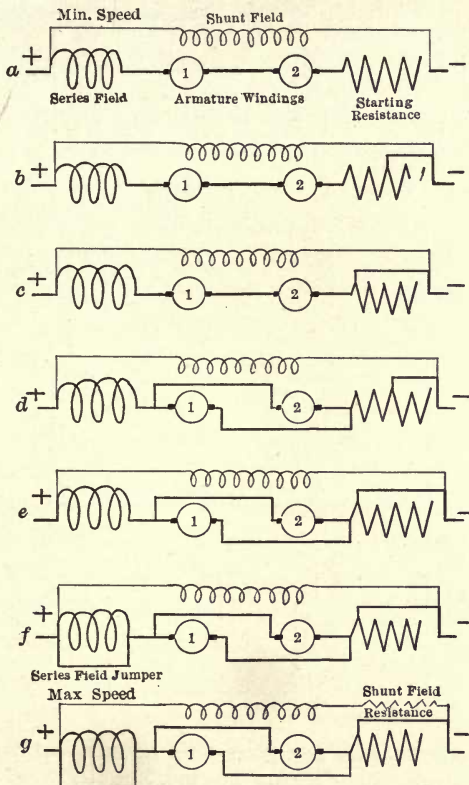 Min. Speed Shunt Field
a + 1 2 −
Series Field Armature Windings Starting
Resistance
b + 1 2 −
c + 1 2 −
d + 1 2 −
e + 1 2 −
f + 1 2 −
Series Field Jumper
Max Speed Shunt Field
Resistance
g + 1 2 −